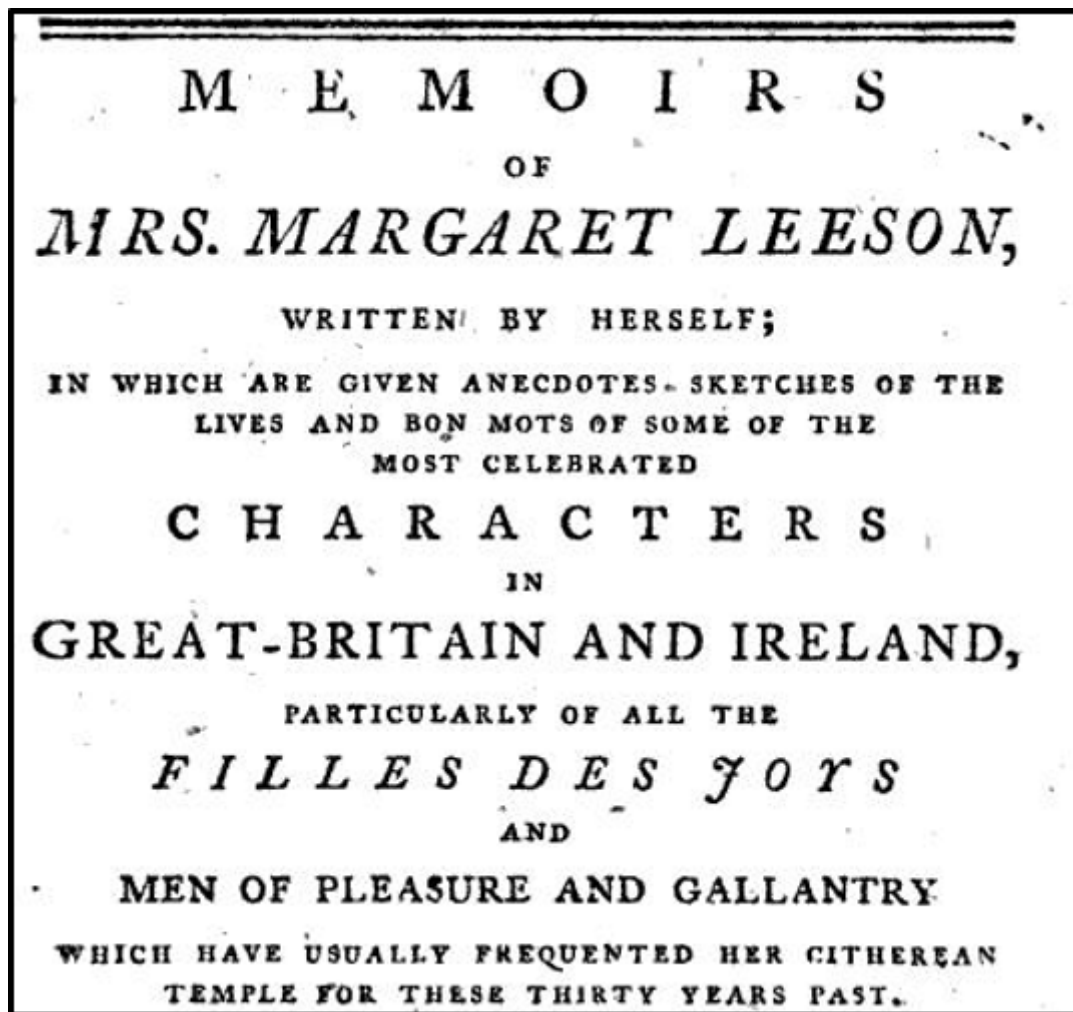 MEMOIRS
OF
MRS. MARGARET LEESON,
WRITTEN BY HERSELF;
IN WHICH ARE GIVEN ANECDOTES. SKETCHES OF THE
LIVES AND BON MOTS OF SOME OF THE
MOST CELEBRATED
CHARACTERS
IN
GREAT-BRITAIN AND IRELAND,
PARTICULARLY OF ALL THE
FILLES DES JOYS
AND
MEN OF PLEASURE AND GALLANTRY
WHICH HAVE USUALLY FREQUENTED HER CITHEREAN
TEMPLE FOR THESE THIRTY YEARS PAST.